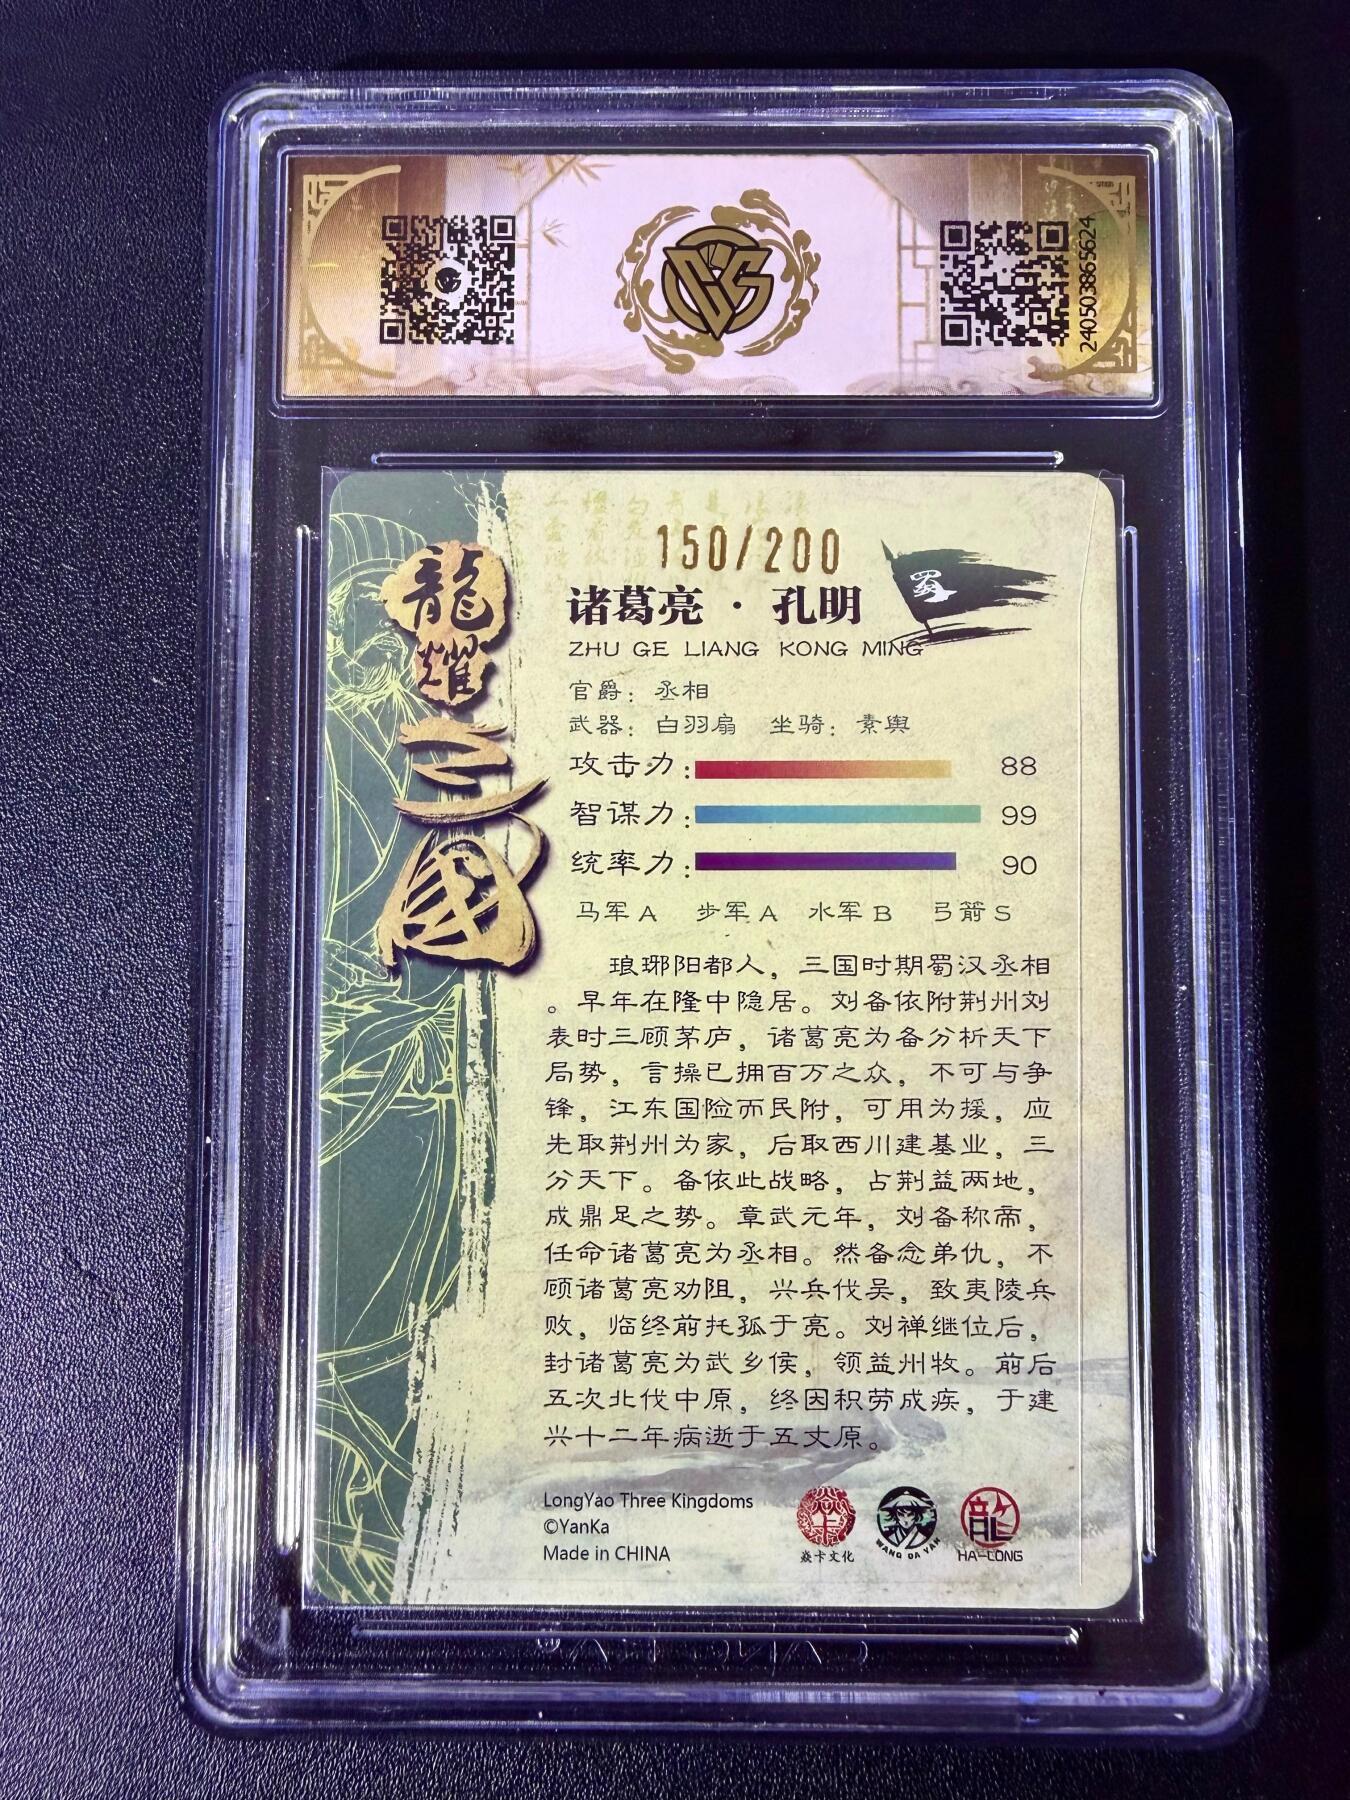 2405038656​24
150/200
龍耀三國
蜀
诸葛亮 · 孔明
ZHU GE LIANG KONG MING
官爵：丞相
武器：白羽扇 坐骑：素舆
攻击力： 88
智谋力： 99
统率力： 90
马军A 步军A 水军B 弓箭S
琅琊阳都人，三国时期蜀汉丞相
。早年在隆中隐居。刘备依附荆州刘
表时三顾茅庐，诸葛亮为备分析天下
局势，言操已拥百万之众，不可与争
锋，江东国险而民附，可用为援，应
先取荆州为家，后取西川建基业，三
分天下。备依此战略，占荆益两地，
成鼎足之势。章武元年，刘备称帝，
任命诸葛亮为丞相。然备念弟仇，不
顾诸葛亮劝阻，兴兵伐吴，致夷陵兵
败，临终前托孤于亮。刘禅继位后，
封诸葛亮为武乡侯，领益州牧。前后
五次北伐中原，终因积劳成疾，于建
兴十二年病逝于五丈原。
LongYao Three Kingdoms
©YanKa
Made in CHINA
焱卡文化
WANG DA YAN
HA-LONG